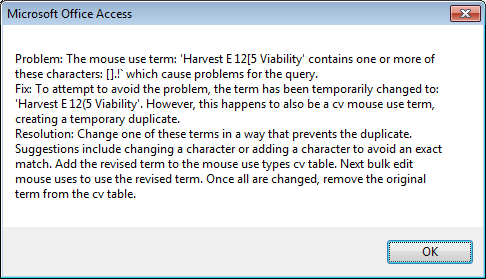 Microsoft Office Access
Problem: The mouse use term: 'Harvest E 12[5 Viability' contains one or more of
these characters: [].!` which cause problems for the query.
Fix: To attempt to avoid the problem, the term has been temporarily changed to:
'Harvest E 12(5 Viability'. However, this happens to also be a cv mouse use term,
creating a temporary duplicate.
Resolution: Change one of these terms in a way that prevents the duplicate.
Suggestions include changing a character or adding a character to avoid an exact
match. Add the revised term to the mouse use types cv table. Next bulk edit
mouse uses to use the revised term. Once all are changed, remove the original
term from the cv table.
OK